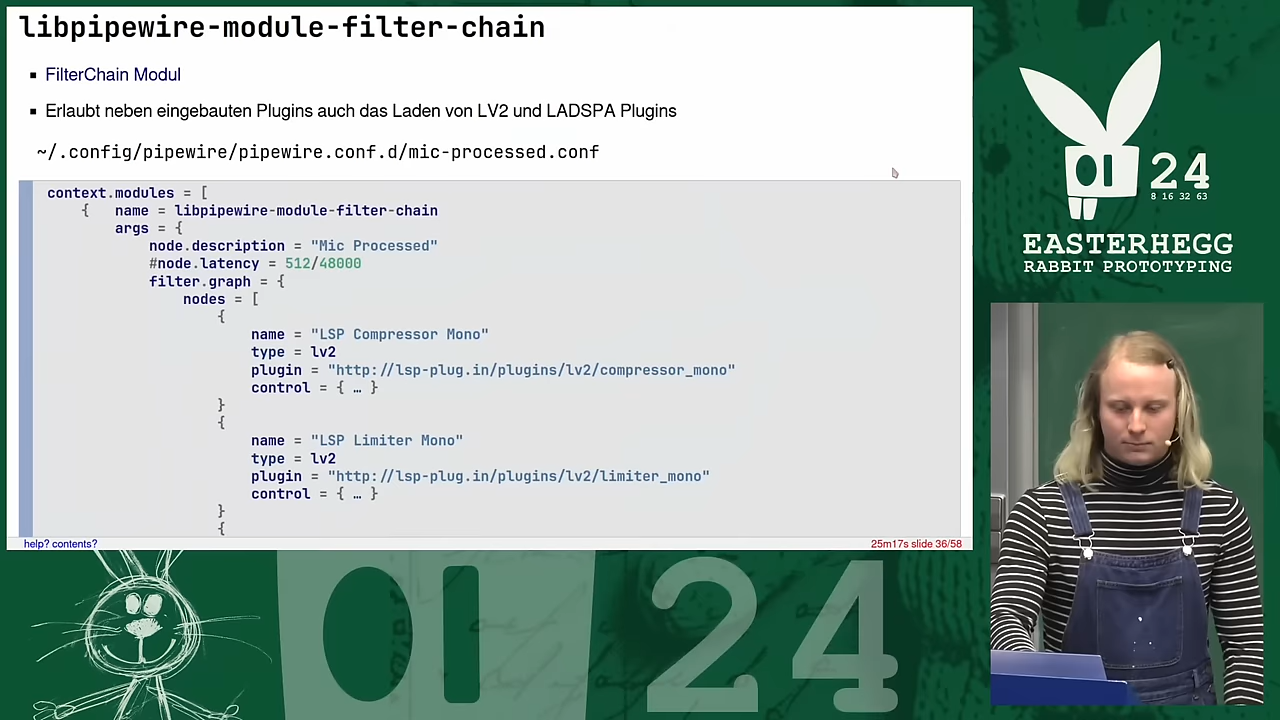 libpipewire-module-filter-chain
▪ FilterChain Modul
▪ Erlaubt neben eingebauten Plugins auch das Laden von LV2 und LADSPA Plugins
~/.config/pipewire/pipewire.conf.d/mic-processed.conf
context.modules = [
    {   name = libpipewire-module-filter-chain
        args = {
            node.description = "Mic Processed"
            #node.latency = 512/48000
            filter.graph = {
                nodes = [
                    {
                        name = "LSP Compressor Mono"
                        type = lv2
                        plugin = "http://lsp-plug.in/plugins/lv2/compressor_mono"
                        control = { … }
                    }
                    {
                        name = "LSP Limiter Mono"
                        type = lv2
                        plugin = "http://lsp-plug.in/plugins/lv2/limiter_mono"
                        control = { … }
                    }
                    {
help? contents?
25m17s slide 36/58
24
8 16 32 63
EASTERHEGG
RABBIT PROTOTYPING
24